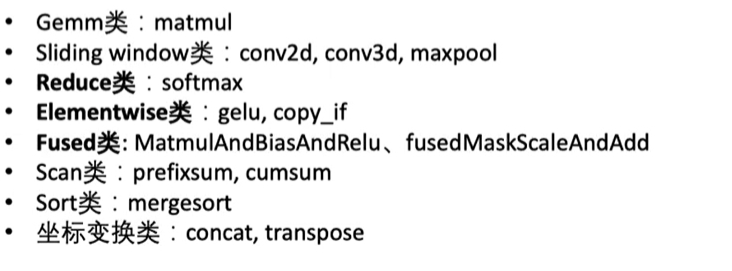 • Gemm类：matmul
• Sliding window类：conv2d, conv3d, maxpool
• Reduce类：softmax
• Elementwise类：gelu, copy_if
• Fused类: MatmulAndBiasAndRelu、fusedMaskScaleAndAdd
• Scan类：prefixsum, cumsum
• Sort类：mergesort
• 坐标变换类：concat, transpose